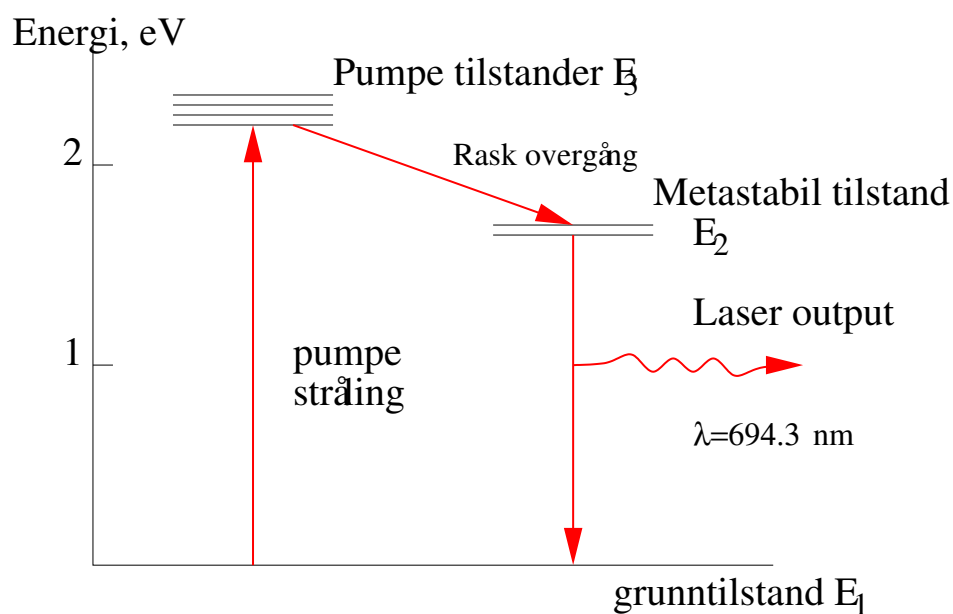 Energi, eV
Pumpe tilstander E3
2
Rask overgång
Metastabil tilstand
E2
Laser output
1
pumpe
stråling
λ=694.3 nm
grunntilstand E1